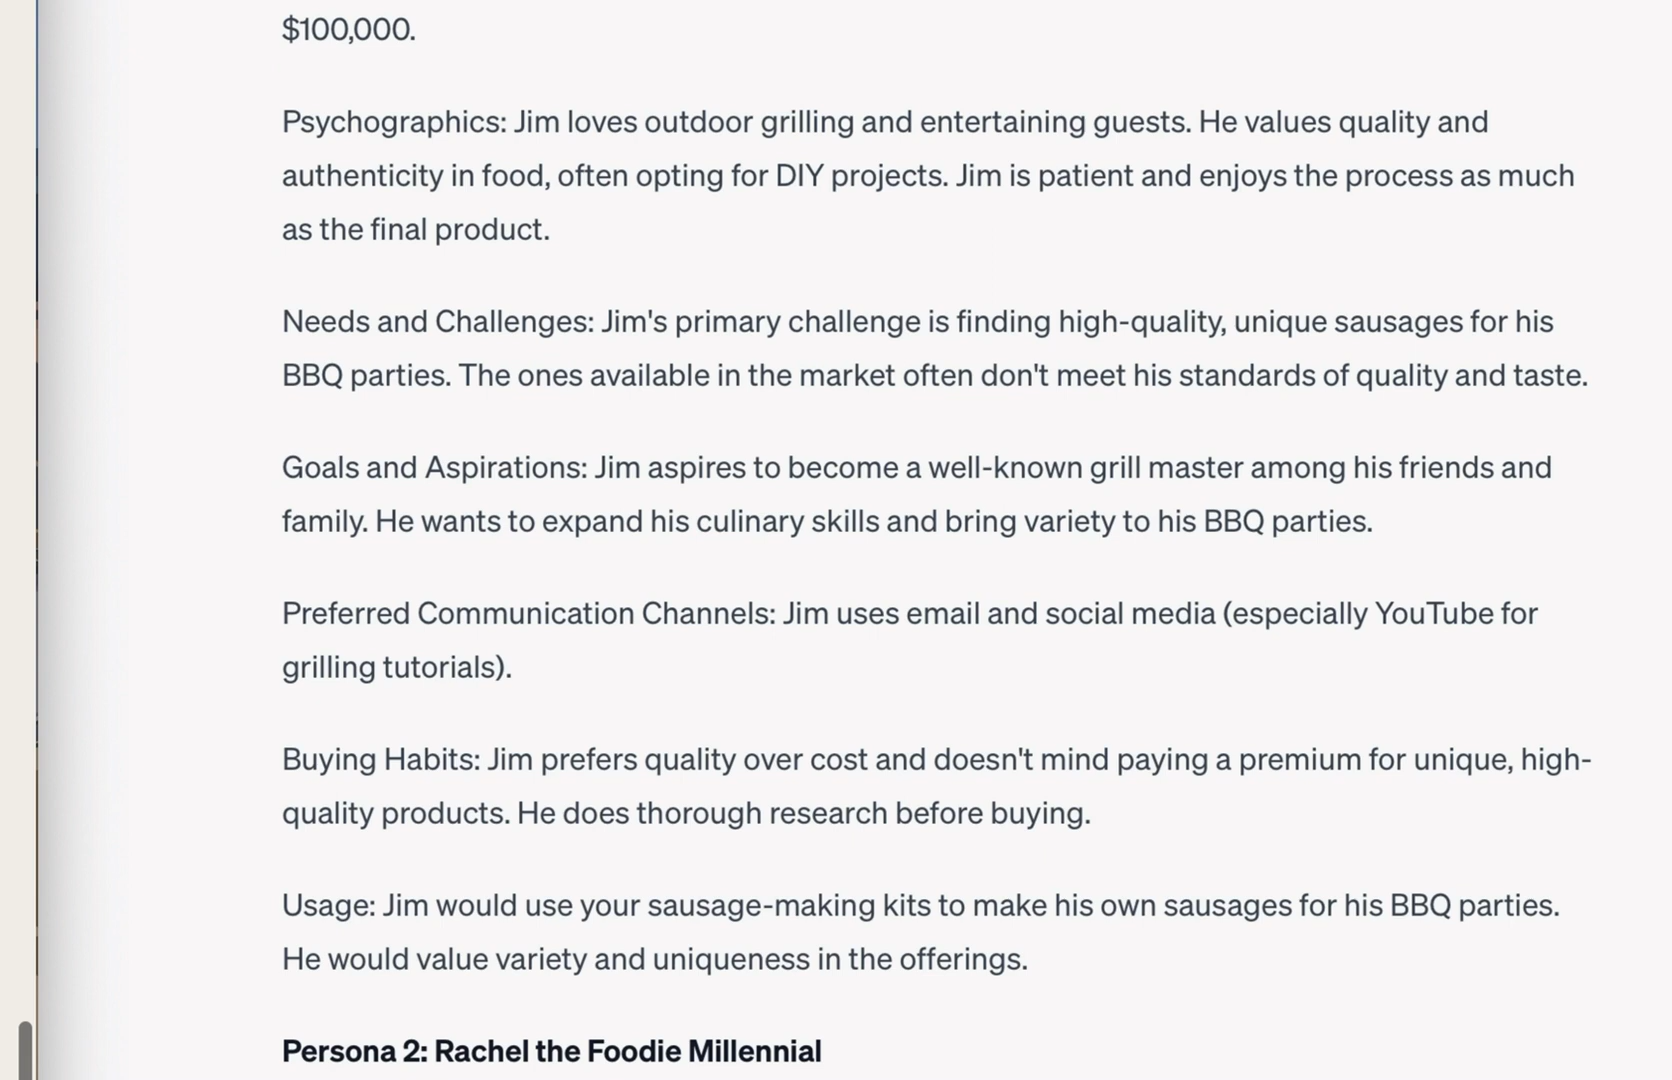 $100,000.
Psychographics: Jim loves outdoor grilling and entertaining guests. He values quality and
authenticity in food, often opting for DIY projects. Jim is patient and enjoys the process as much
as the final product.
Needs and Challenges: Jim's primary challenge is finding high-quality, unique sausages for his
BBQ parties. The ones available in the market often don't meet his standards of quality and taste.
Goals and Aspirations: Jim aspires to become a well-known grill master among his friends and
family. He wants to expand his culinary skills and bring variety to his BBQ parties.
Preferred Communication Channels: Jim uses email and social media (especially YouTube for
grilling tutorials).
Buying Habits: Jim prefers quality over cost and doesn't mind paying a premium for unique, high-
quality products. He does thorough research before buying.
Usage: Jim would use your sausage-making kits to make his own sausages for his BBQ parties.
He would value variety and uniqueness in the offerings.
Persona 2: Rachel the Foodie Millennial